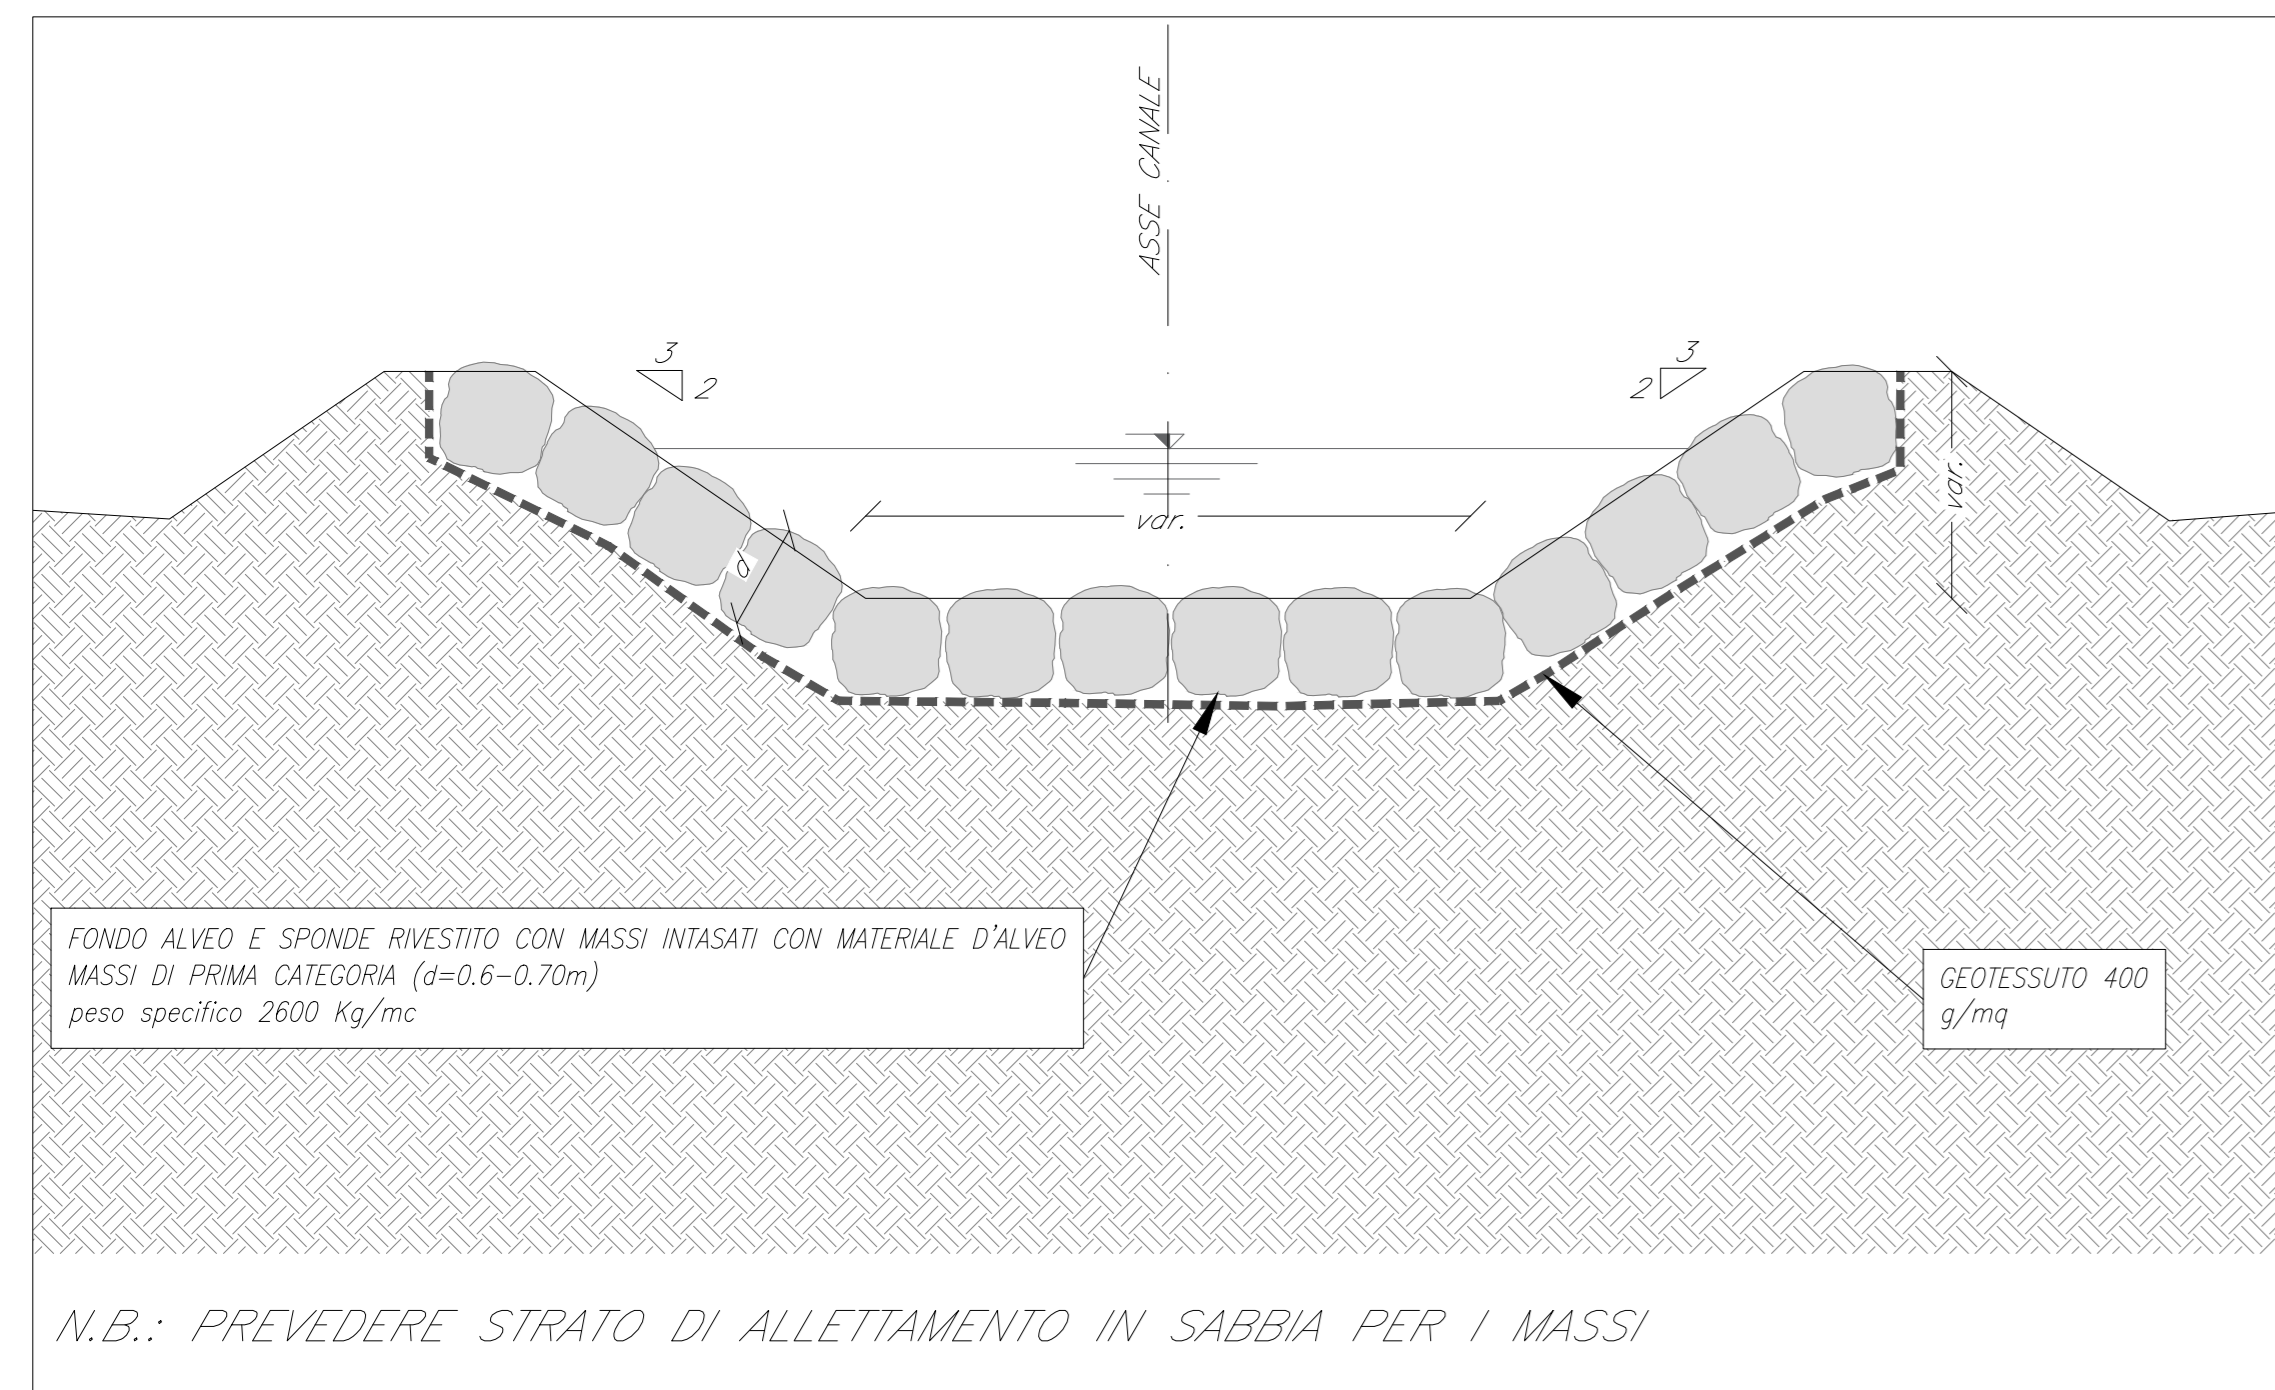 ASSE CANALE
3
2
3
2
var.
var.
d
FONDO ALVEO E SPONDE RIVESTITO CON MASSI INTASATI CON MATERIALE D'ALVEO
MASSI DI PRIMA CATEGORIA (d=0.6-0.70m)
peso specifico 2600 Kg/mc
GEOTESSUTO 400
g/mq
N.B.: PREVEDERE STRATO DI ALLETTAMENTO IN SABBIA PER I MASSI